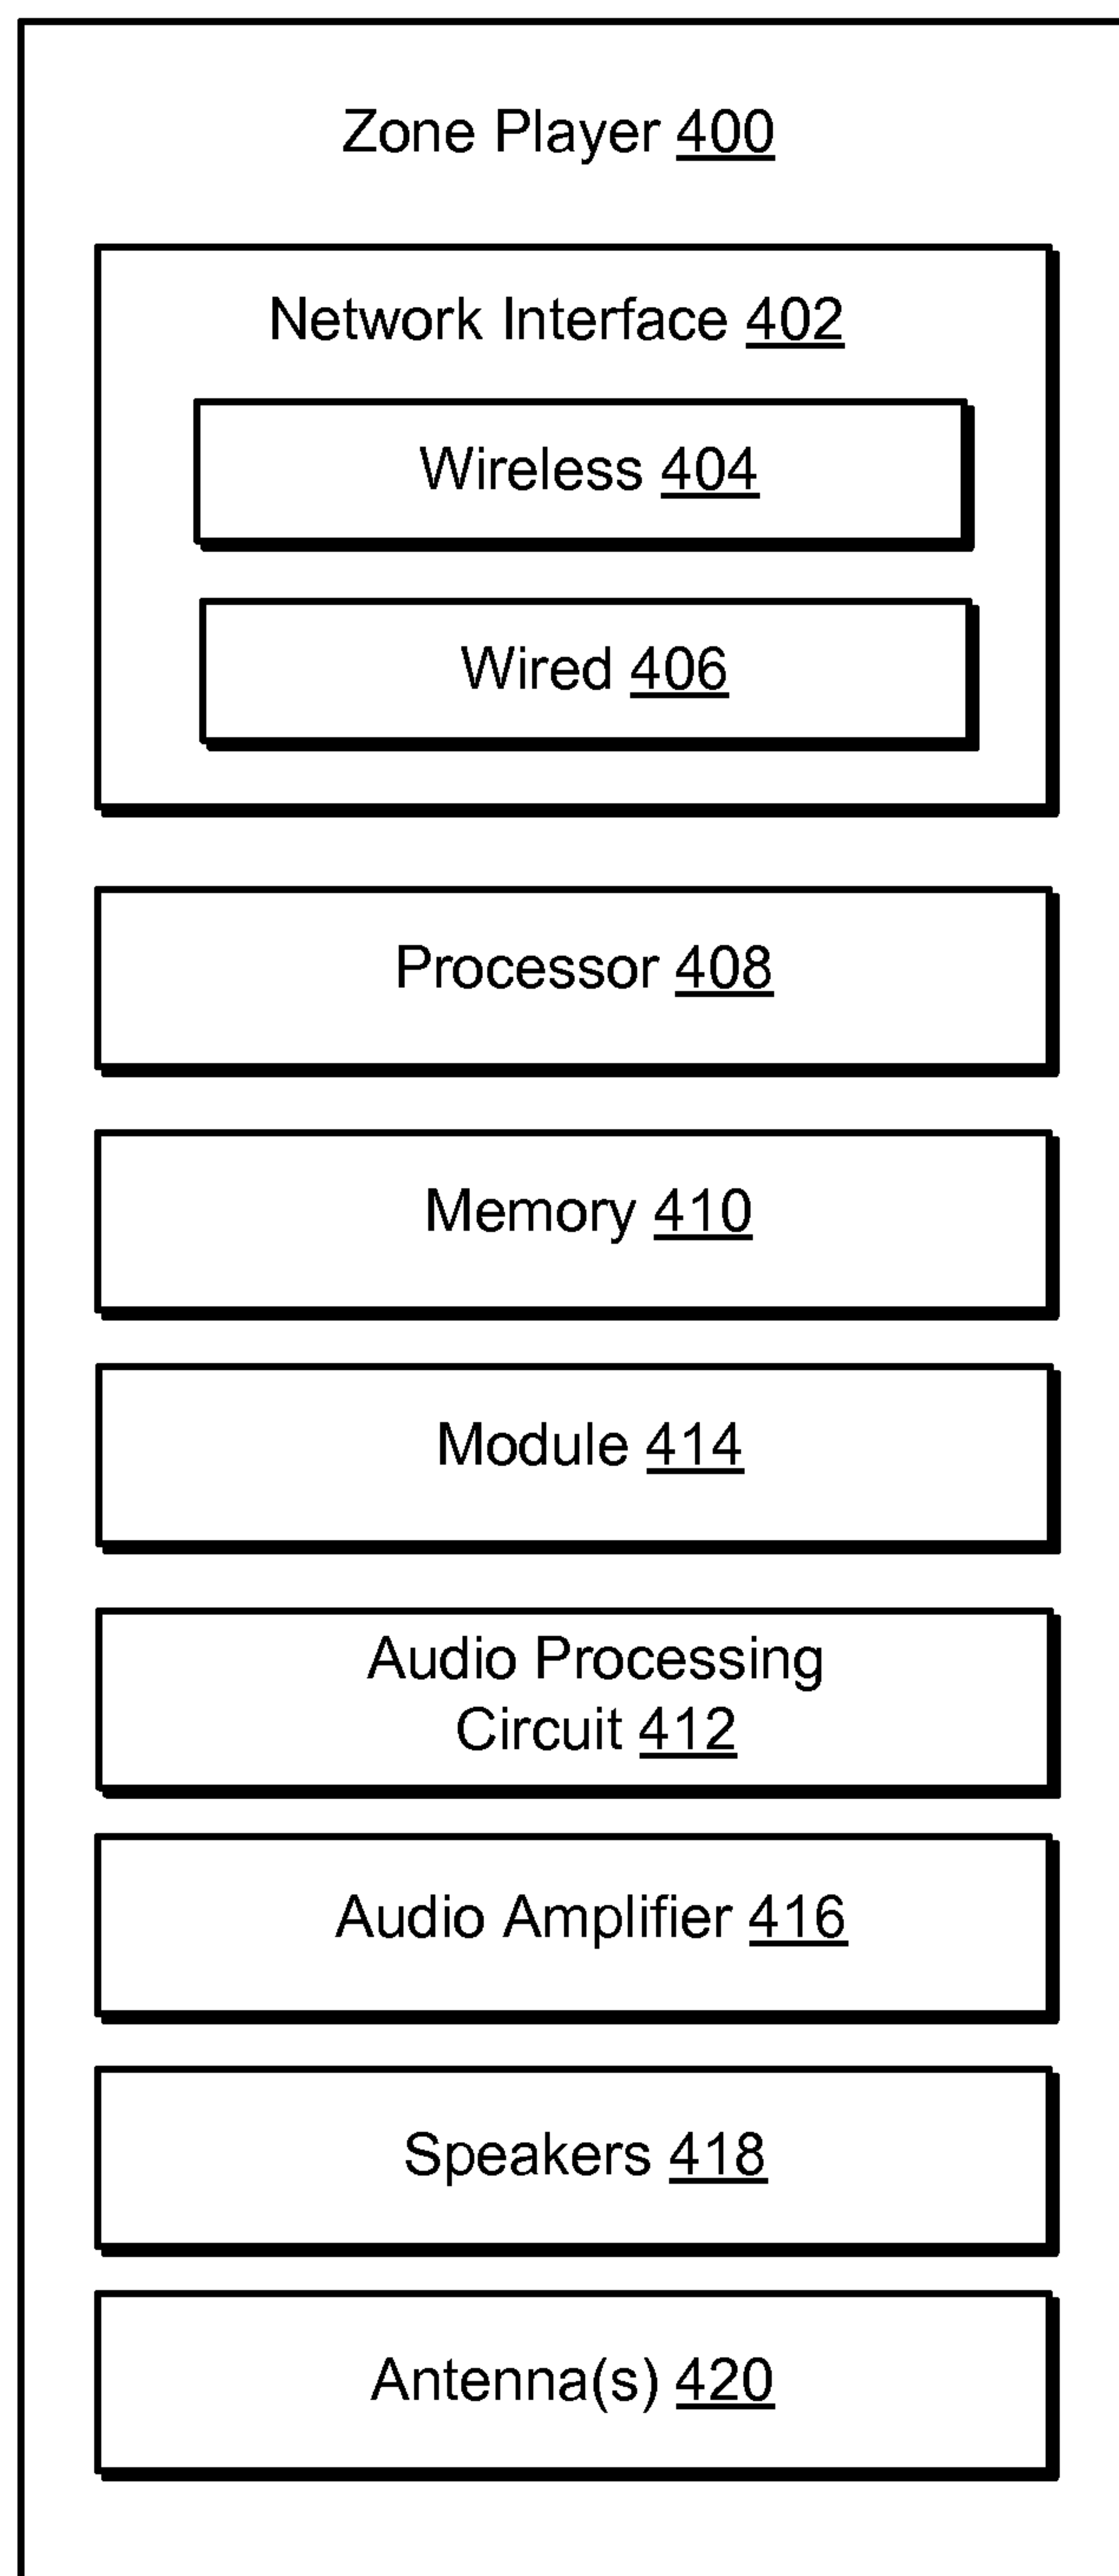 Zone Player 400
Network Interface 402
Wireless 404
Wired 406
Processor 408
Memory 410
Module 414
Audio Processing
Circuit 412
Audio Amplifier 416
Speakers 418
Antenna(s) 420